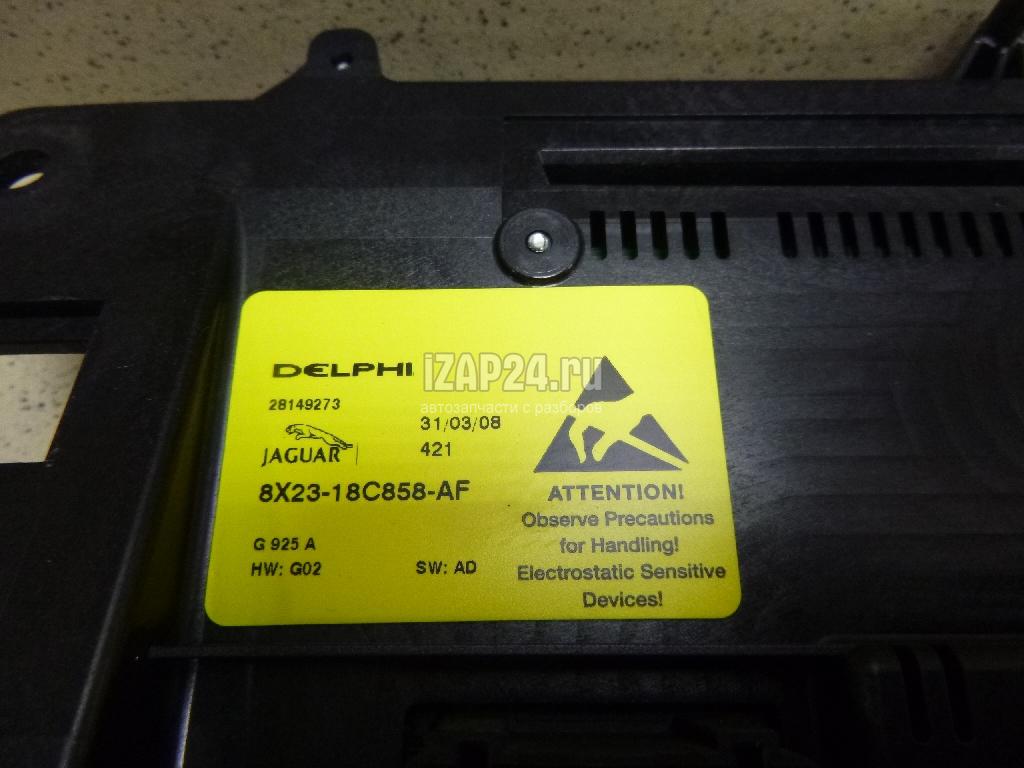 DELPHI
28149273
31/03/08
JAGUAR
421
8X23-18C858-AF
G 925 A
HW: G02
SW: AD
ATTENTION!
Observe Precautions
for Handling!
Electrostatic Sensitive
Devices!
iZAP24.ru
автозапчасти с разборов